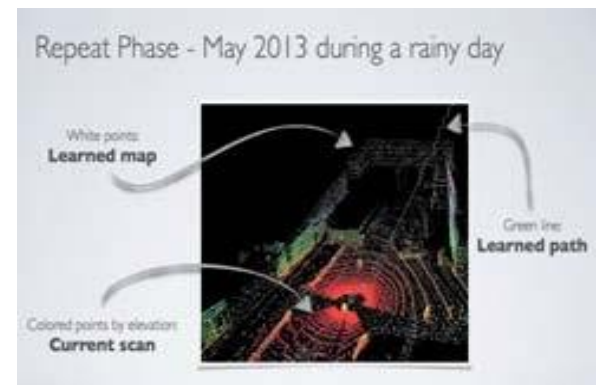 Repeat Phase - May 2013 during a rainy day
White points:
Learned map
Green line:
Learned path
Colored points by elevation:
Current scan